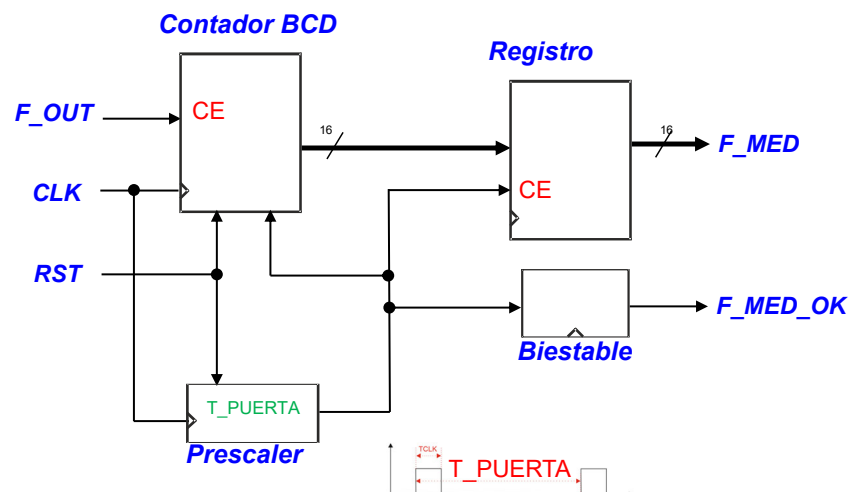 Contador BCD
Registro
F_OUT
CE
16
16
F_MED
CLK
CE
RST
F_MED_OK
Biestable
T_PUERTA
Prescaler
TCLK
T_PUERTA